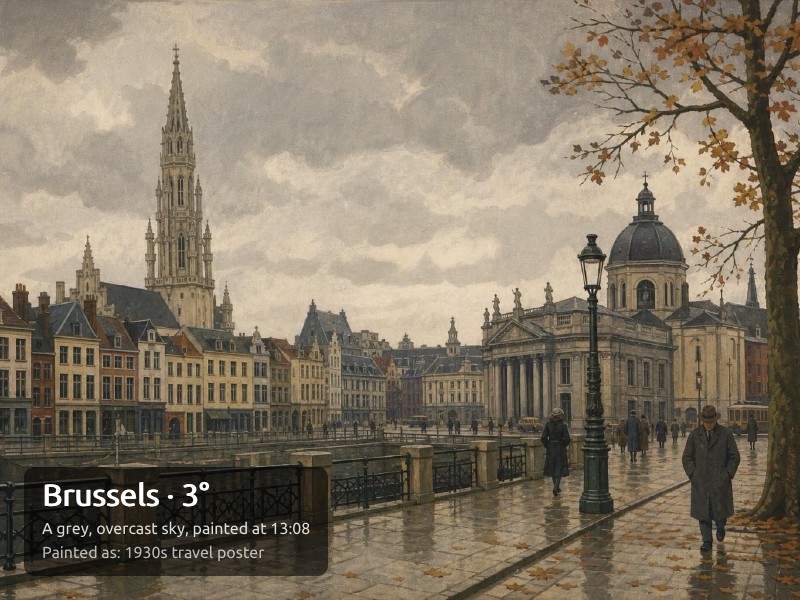 Brussels · 3°
A grey, overcast sky, painted at 13:08
Painted as: 1930s travel poster